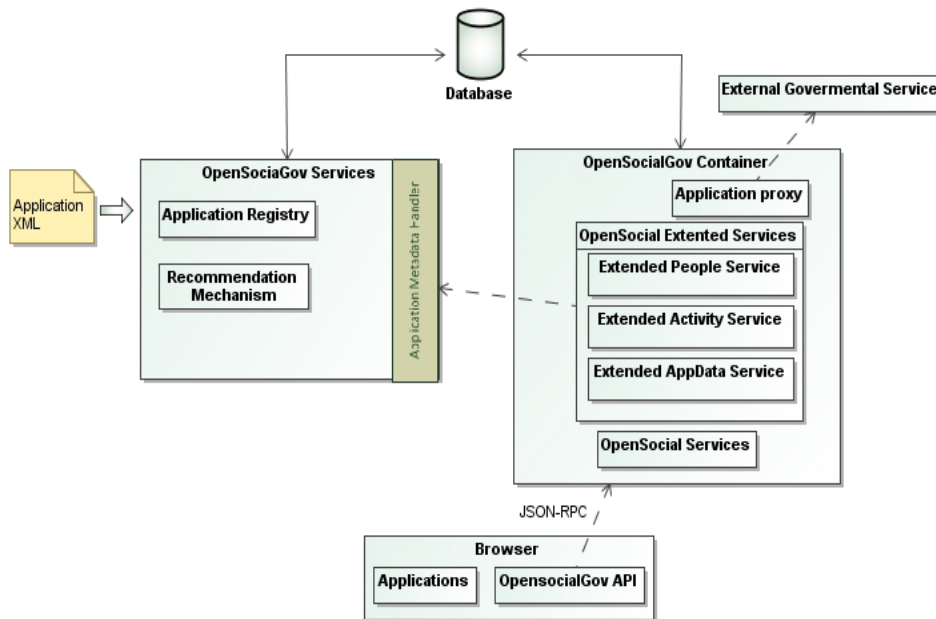 Database
External Govermental Service
OpenSociaGov Services
Application
XML
Application Registry
Recommendation
Mechanism
Application Metadata Handler
OpenSocialGov Container
Application proxy
OpenSocial Extented Services
Extended People Service
Extended Activity Service
Extended AppData Service
OpenSocial Services
JSON-RPC
Browser
Applications
OpensocialGov API